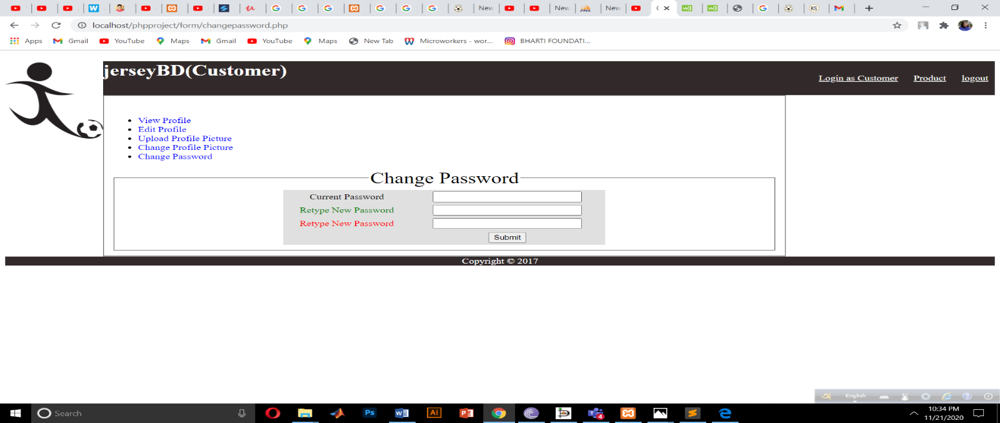 New New New
localhost/phpproject/form/changepassword.php
Apps Gmail YouTube Maps Gmail YouTube Maps New Tab Microworkers - wor... BHARTI FOUNDATI...
jerseyBD(Customer)
Login as Customer Product logout
View Profile
Edit Profile
Upload Profile Picture
Change Profile Picture
Change Password
Change Password
Current Password
Retype New Password
Retype New Password
Submit
Copyright © 2017
English
Search
10:34 PM
11/21/2020